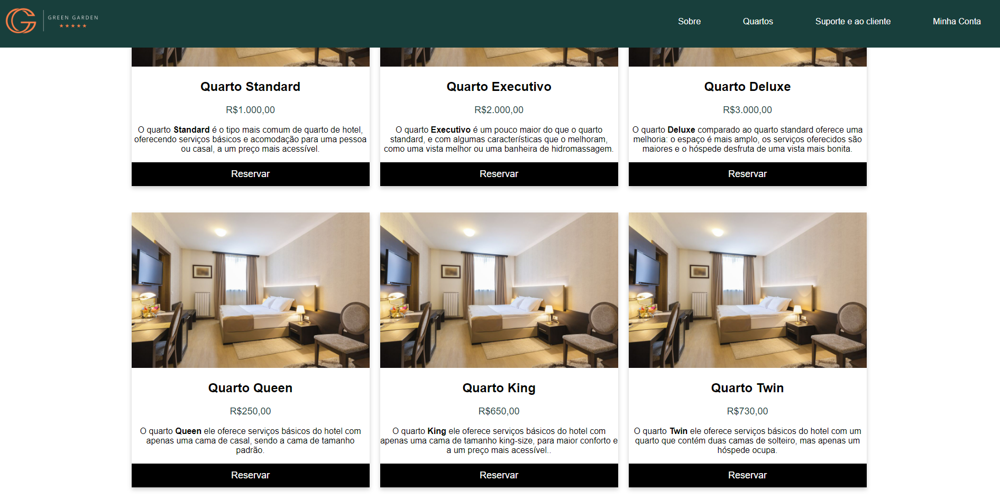 GREEN GARDEN
Sobre
Quartos
Suporte e ao cliente
Minha Conta
Quarto Standard
R$1.000,00
O quarto Standard é o tipo mais comum de quarto de hotel,
oferecendo serviços básicos e acomodação para uma pessoa
ou casal, a um preço mais acessível.
Reservar
Quarto Executivo
R$2.000,00
O quarto Executivo é um pouco maior do que o quarto
standard, e com algumas características que o melhoram,
como uma vista melhor ou uma banheira de hidromassagem.
Reservar
Quarto Deluxe
R$3.000,00
O quarto Deluxe comparado ao quarto standard oferece uma
melhoria: o espaço é mais amplo, os serviços oferecidos são
maiores e o hóspede desfruta de uma vista mais bonita.
Reservar
Quarto Queen
R$250,00
O quarto Queen ele oferece serviços básicos do hotel com
apenas uma cama de casal, sendo a cama de tamanho
padrão.
Reservar
Quarto King
R$650,00
O quarto King ele oferece serviços básicos do hotel com
apenas uma cama de tamanho king-size, para maior conforto e
a um preço mais acessível..
Reservar
Quarto Twin
R$730,00
O quarto Twin ele oferece serviços básicos do hotel com um
quarto que contém duas camas de solteiro, mas apenas um
hóspede ocupa.
Reservar